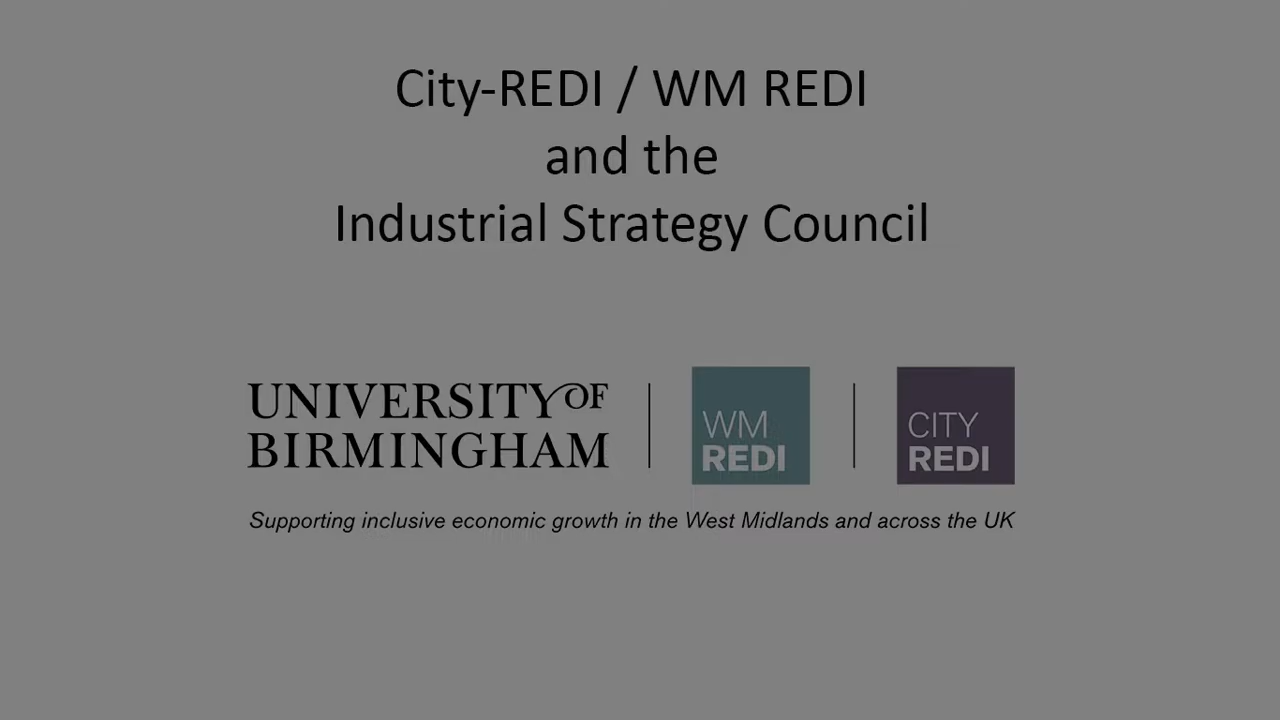 City-REDI / WM REDI
and the
Industrial Strategy Council
UNIVERSITY OF
BIRMINGHAM
WM
REDI
CITY
REDI
Supporting inclusive economic growth in the West Midlands and across the UK